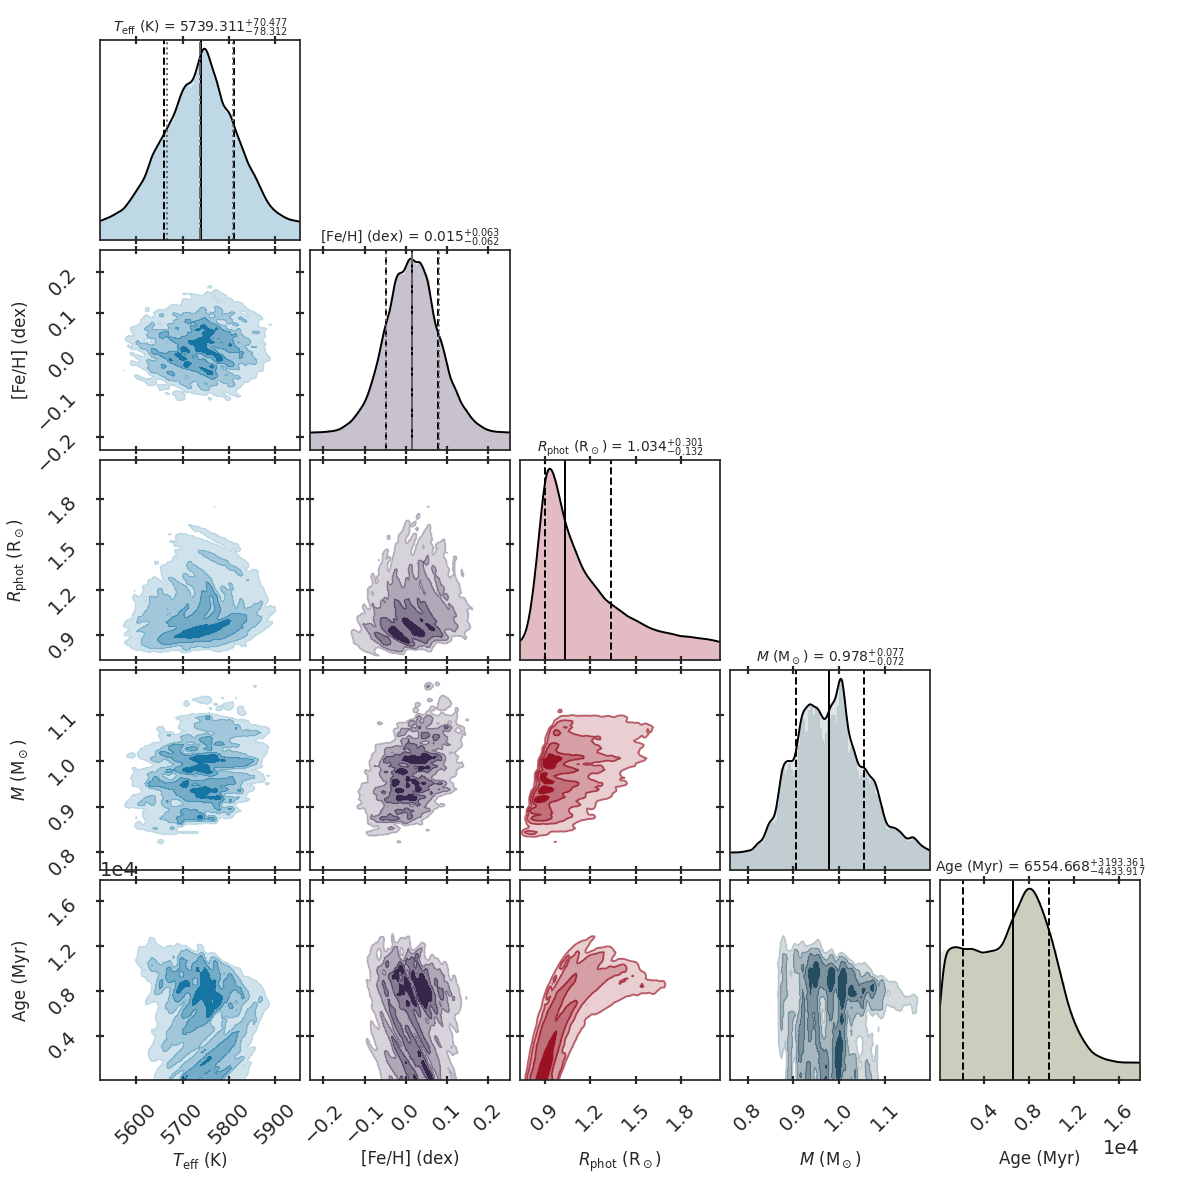 T_eff (K) = 5739.311^{+70.477}_{−78.312}
[Fe/H] (dex) = 0.015^{+0.063}_{−0.062}
[Fe/H] (dex)
0.2
0.1
0.0
−0.1
−0.2
R_phot (R_⊙) = 1.034^{+0.301}_{−0.132}
R_phot (R_⊙)
1.8
1.5
1.2
0.9
M (M_⊙) = 0.978^{+0.077}_{−0.072}
M (M_⊙)
1.1
1.0
0.9
0.8
1e4
Age (Myr) = 6554.668^{+3193.361}_{−4433.917}
Age (Myr)
1.6
1.2
0.8
0.4
5600 5700 5800 5900
−0.2 −0.1 0.0 0.1 0.2
0.9 1.2 1.5 1.8
0.8 0.9 1.0 1.1
0.4 0.8 1.2 1.6
1e4
T_eff (K)
[Fe/H] (dex)
R_phot (R_⊙)
M (M_⊙)
Age (Myr)